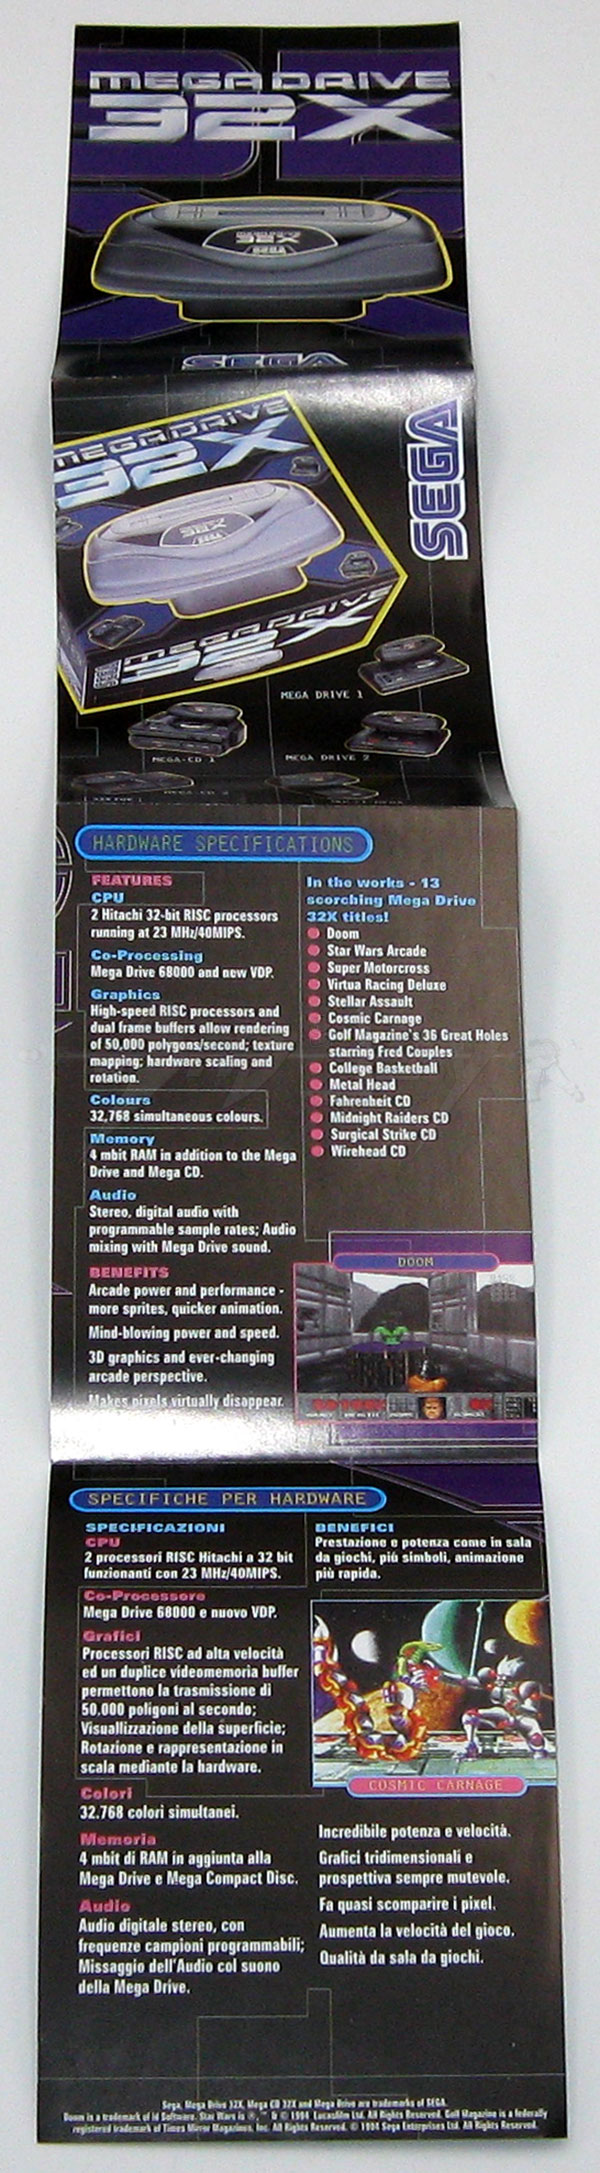 MEGA DRIVE
32X
SEGA
MEGA DRIVE
32X
SEGA
MEGA DRIVE
32X
MEGA DRIVE 1
MEGA-CD 1
MEGA DRIVE 2
MEGA-CD 2
HARDWARE SPECIFICATIONS
FEATURES
CPU
2 Hitachi 32-bit RISC processors
running at 23 MHz/40MIPS.
Co-Processing
Mega Drive 68000 and new VDP.
Graphics
High-speed RISC processors and
dual frame buffers allow rendering
of 50,000 polygons/second; texture
mapping; hardware scaling and
rotation.
Colours
32,768 simultaneous colours.
Memory
4 mbit RAM in addition to the Mega
Drive and Mega CD.
Audio
Stereo, digital audio with
programmable sample rates; Audio
mixing with Mega Drive sound.
BENEFITS
Arcade power and performance -
more sprites, quicker animation.
Mind-blowing power and speed.
3D graphics and ever-changing
arcade perspective.
Makes pixels virtually disappear.
In the works - 13
scorching Mega Drive
32X titles!
Doom
Star Wars Arcade
Super Motorcross
Virtua Racing Deluxe
Stellar Assault
Cosmic Carnage
Golf Magazine's 36 Great Holes
starring Fred Couples
College Basketball
Metal Head
Fahrenheit CD
Midnight Raiders CD
Surgical Strike CD
Wirehead CD
DOOM
SPECIFICHE PER HARDWARE
SPECIFICAZIONI
CPU
2 processori RISC Hitachi a 32 bit
funzionanti con 23 MHz/40MIPS.
Co-Processore
Mega Drive 68000 e nuovo VDP.
Grafici
Processori RISC ad alta velocità
ed un duplice videomemoria buffer
permettono la trasmissione di
50.000 poligoni al secondo;
Visuallizzazione della superficie;
Rotazione e rappresentazione in
scala mediante la hardware.
Colori
32.768 colori simultanei.
Memoria
4 mbit di RAM in aggiunta alla
Mega Drive e Mega Compact Disc.
Audio
Audio digitale stereo, con
frequenze campioni programmabili;
Missaggio dell'Audio col suono
della Mega Drive.
BENEFICI
Prestazione e potenza come in sala
da giochi, più simboli, animazione
più rapida.
COSMIC CARNAGE
Incredibile potenza e velocità.
Grafici tridimensionali e
prospettiva sempre mutevole.
Fa quasi scomparire i pixel.
Aumenta la velocità del gioco.
Qualità da sala da giochi.
Sega, Mega Drive 32X, Mega CD 32X and Mega Drive are trademarks of SEGA.
Doom is a trademark of id Software. Star Wars is ®, ™ & © 1994 Lucasfilm Ltd. All Rights Reserved. Golf Magazine is a federally
registered trademark of Times Mirror Magazines, Inc. All Rights Reserved. © 1994 Sega Enterprises Ltd. All Rights Reserved.